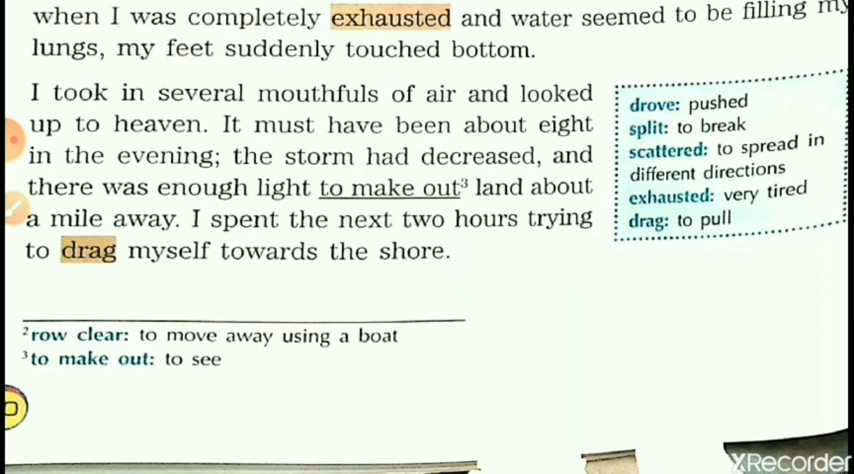 when I was completely exhausted and water seemed to be filling my
lungs, my feet suddenly touched bottom.
I took in several mouthfuls of air and looked
up to heaven. It must have been about eight
in the evening; the storm had decreased, and
there was enough light to make out³ land about
a mile away. I spent the next two hours trying
to drag myself towards the shore.
drove: pushed
split: to break
scattered: to spread in
different directions
exhausted: very tired
drag: to pull
²row clear: to move away using a boat
³to make out: to see
XRecorder